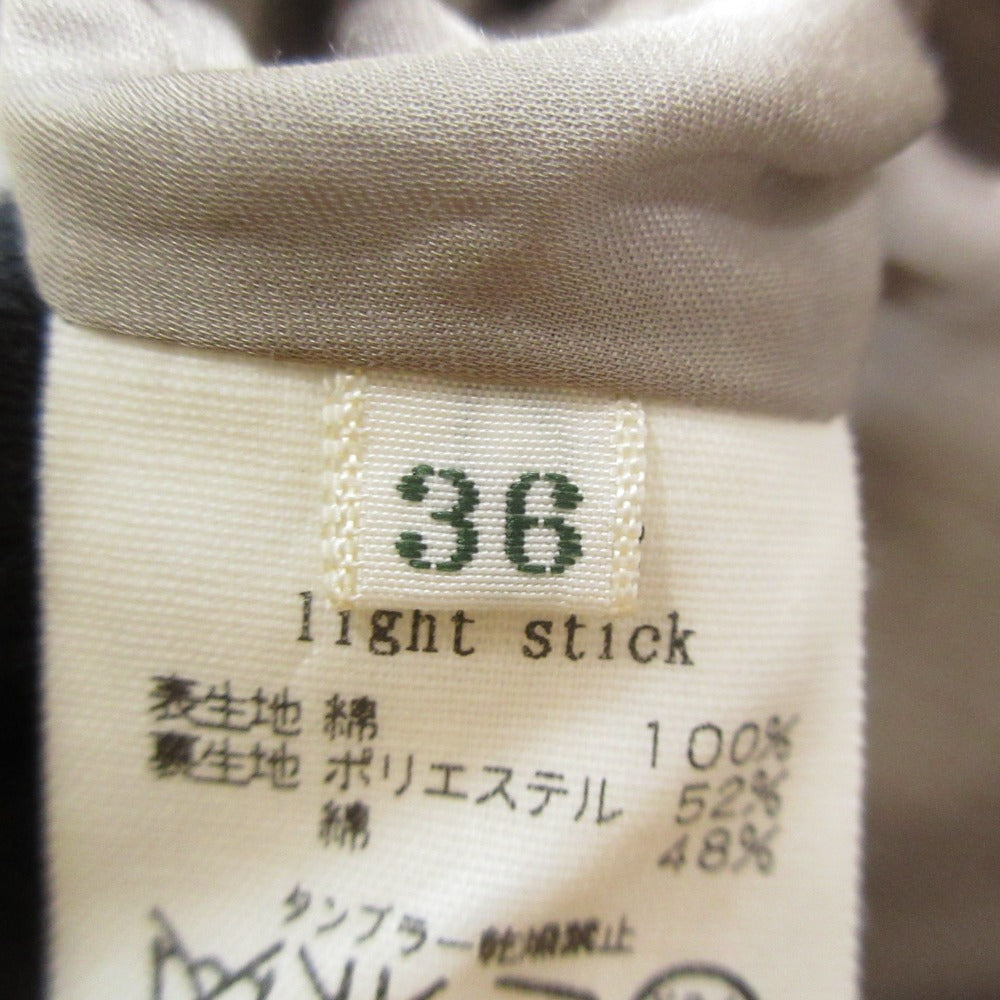 36
light stick
表生地 綿 100%
裏生地 ポリエステル 52%
綿 48%
タンブラー乾燥禁止